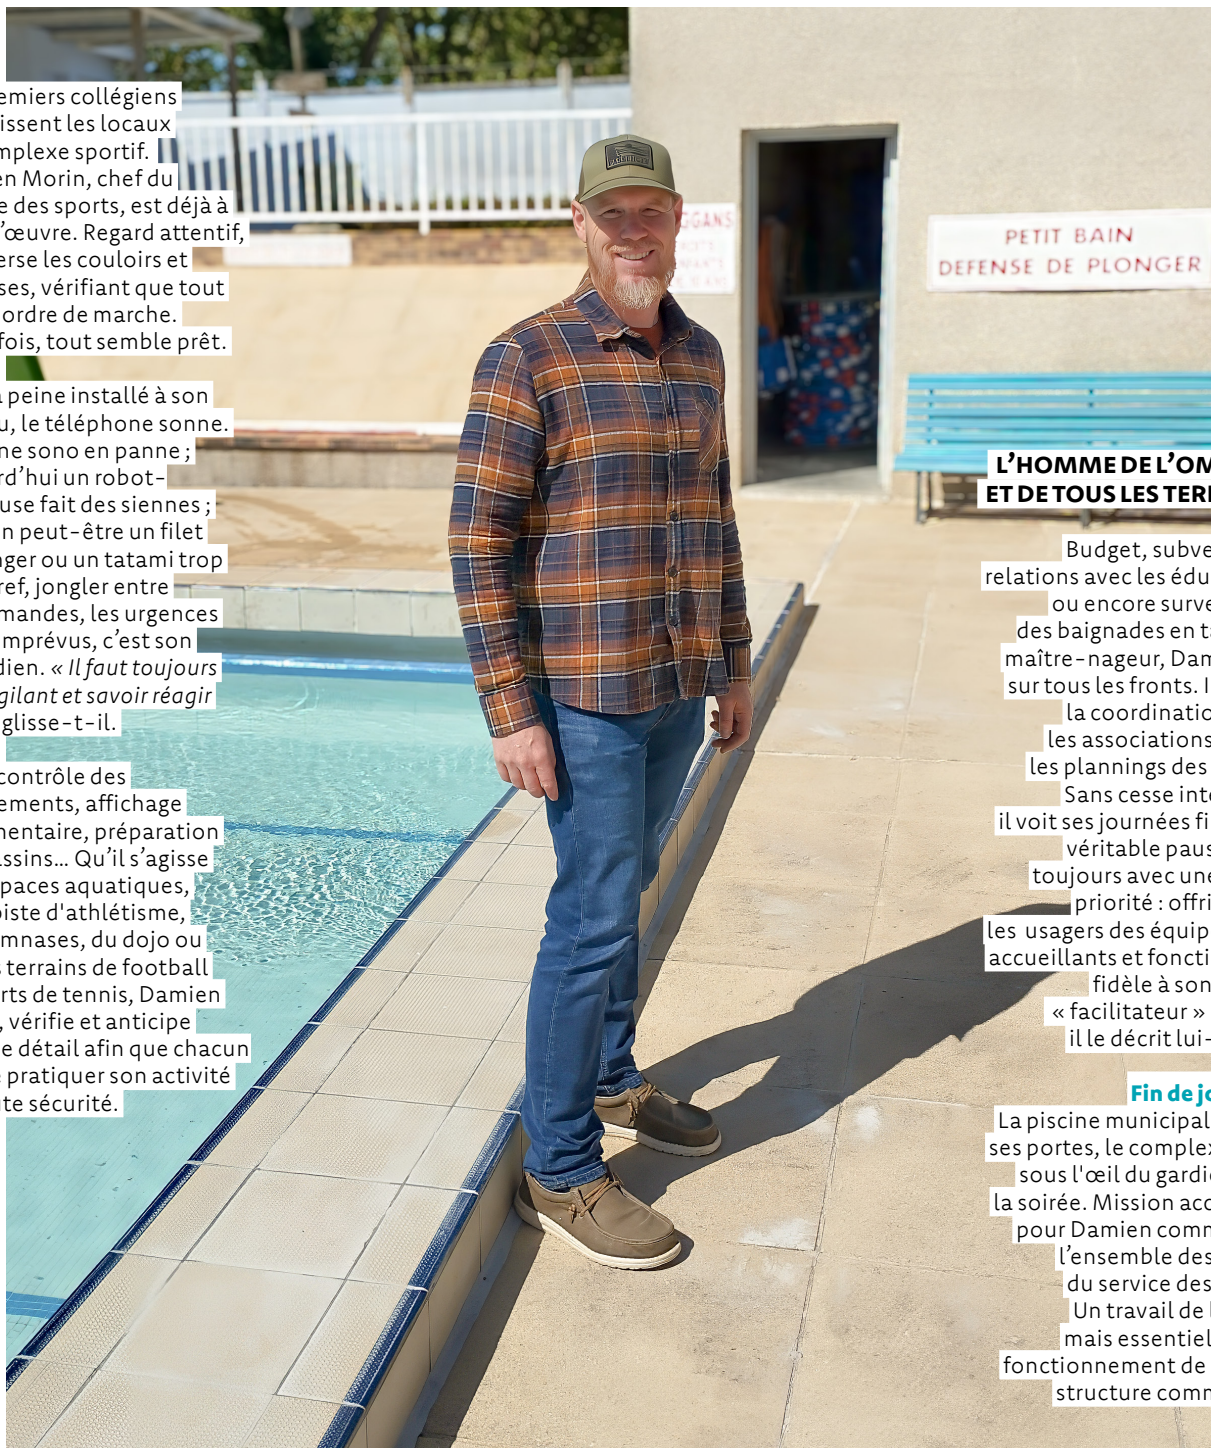 emiers collégiens
issent les locaux
mplexe sportif.
en Morin, chef du
e des sports, est déjà à
'œuvre. Regard attentif,
erse les couloirs et
ses, vérifiant que tout
ordre de marche.
fois, tout semble prêt.
à peine installé à son
u, le téléphone sonne.
ne sono en panne ;
rd'hui un robot-
use fait des siennes ;
n peut-être un filet
nger ou un tatami trop
ref, jongler entre
mandes, les urgences
mprévus, c'est son
dien. « Il faut toujours
gilant et savoir réagir
glisse-t-il.
contrôle des
ements, affichage
mentaire, préparation
assins... Qu'il s'agisse
paces aquatiques,
piste d'athlétisme,
mnases, du dojo ou
s terrains de football
rts de tennis, Damien
, vérifie et anticipe
e détail afin que chacun
e pratiquer son activité
ute sécurité.
GGANS
PETIT BAIN
DEFENSE DE PLONGER
L'HOMME DE L'OM
ET DE TOUS LES TERR
Budget, subve
relations avec les édu
ou encore surve
des baignades en ta
maître-nageur, Dam
sur tous les fronts. I
la coordinatio
les associations
les plannings des
Sans cesse inte
il voit ses journées fi
véritable paus
toujours avec une
priorité : offri
les usagers des équip
accueillants et foncti
fidèle à son
« facilitateur »
il le décrit lui-
Fin de jo
La piscine municipal
ses portes, le complex
sous l'œil du gardie
la soirée. Mission acc
pour Damien comm
l'ensemble des
du service des
Un travail de l
mais essentiel
fonctionnement de
structure comm